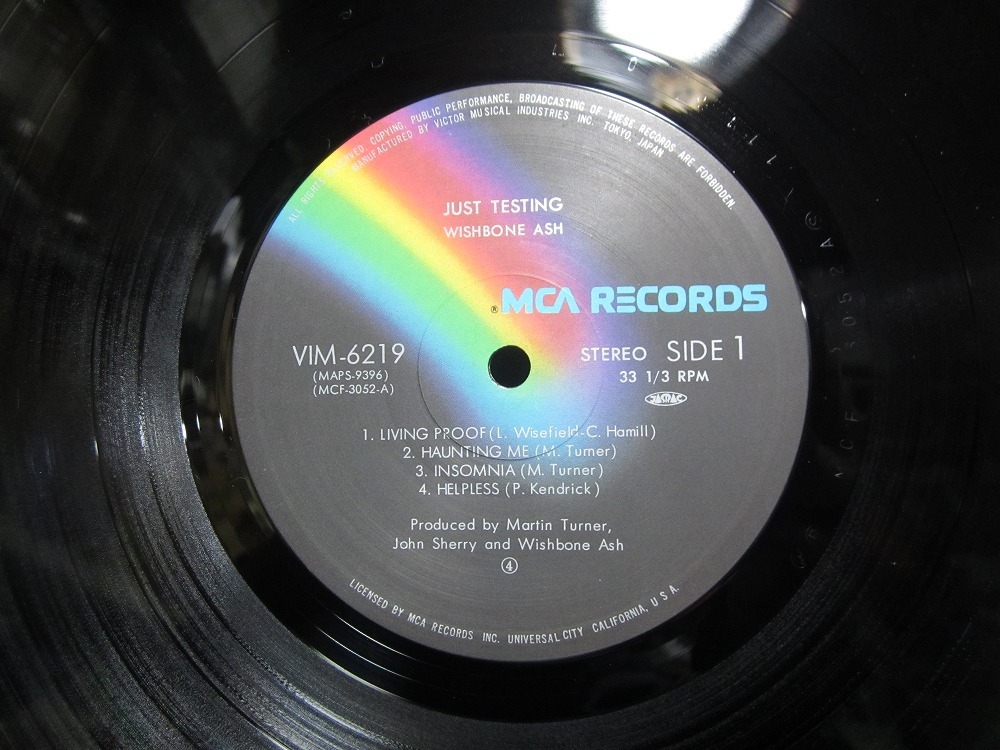 ALL RIGHTS RESERVED. COPYING, PUBLIC PERFORMANCE, BROADCASTING OF THESE RECORDS ARE FORBIDDEN.
MANUFACTURED BY VICTOR MUSICAL INDUSTRIES INC. TOKYO, JAPAN
JUST TESTING
WISHBONE ASH
® MCA RECORDS
VIM-6219
(MAPS-9396)
(MCF-3052-A)
STEREO SIDE 1
33 1/3 RPM
JASRAC
1. LIVING PROOF (L. Wisefield-C. Hamill)
2. HAUNTING ME (M. Turner)
3. INSOMNIA (M. Turner)
4. HELPLESS (P. Kendrick)
Produced by Martin Turner,
John Sherry and Wishbone Ash
④
LICENSED BY MCA RECORDS INC. UNIVERSAL CITY CALIFORNIA, U.S.A.